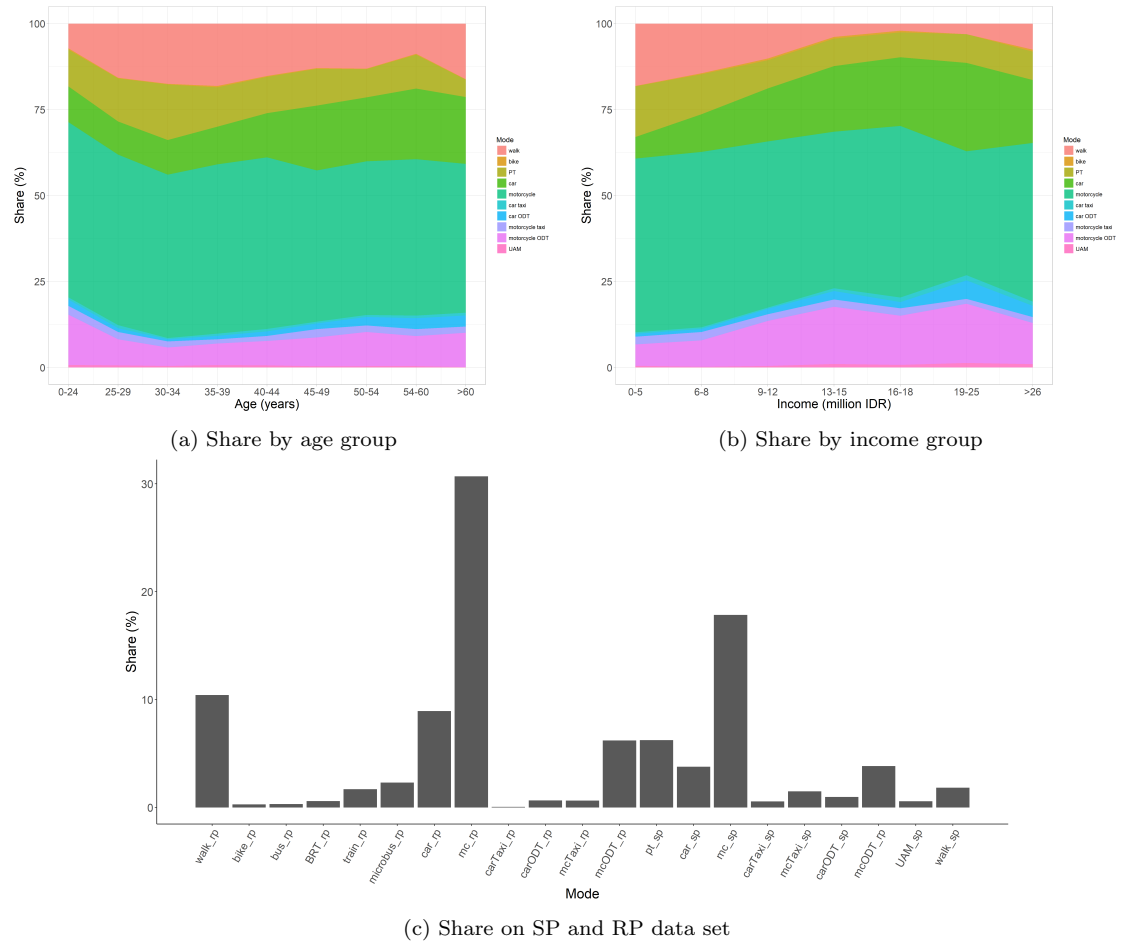 100
75
50
25
0
Share (%)
0-24 25-29 30-34 35-39 40-44 45-49 50-54 54-60 >60
Age (years)
Mode
walk
bike
PT
car
motorcycle
car taxi
car ODT
motorcycle taxi
motorcycle ODT
UAM
(a) Share by age group
100
75
50
25
0
Share (%)
0-5 6-8 9-12 13-15 16-18 19-25 >26
Income (million IDR)
Mode
walk
bike
PT
car
motorcycle
car taxi
car ODT
motorcycle taxi
motorcycle ODT
UAM
(b) Share by income group
30
20
10
0
Share (%)
walk_rp bike_rp bus_rp BRT_rp train_rp microbus_rp car_rp mc_rp carTaxi_rp carODT_rp mcTaxi_rp mcODT_rp pt_sp car_sp mc_sp carTaxi_sp mcTaxi_sp carODT_sp mcODT_rp UAM_sp walk_sp
Mode
(c) Share on SP and RP data set